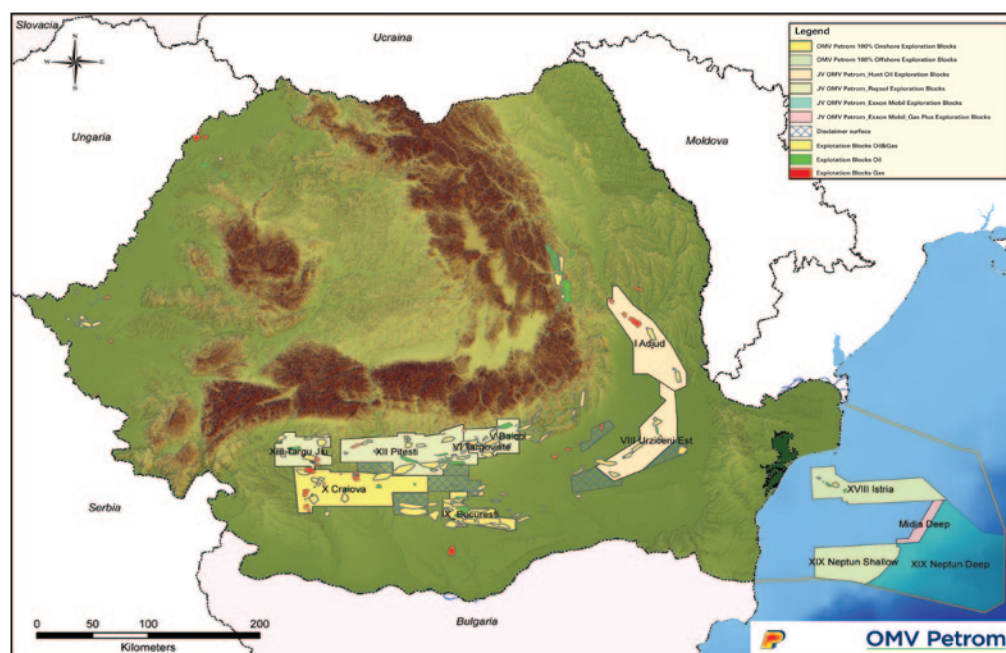 Slovacia
Ucraina
Ungaria
Moldova
Serbia
Bulgaria
N
E
S
Legend
OMV Petrom 100% Onshore Exploration Blocks
OMV Petrom 100% Offshore Exploration Blocks
JV OMV Petrom_Hunt Oil Exploration Blocks
JV OMV Petrom_Repsol Exploration Blocks
JV OMV Petrom_Exxon Mobil Exploration Blocks
JV OMV Petrom_Exxon Mobil_Gas Plus Exploration Blocks
Disclaimer surface
Exploration Blocks Oil&Gas
Exploration Blocks Oil
Exploration Blocks Gas
I Adjud
VIII Urziceni Est
V Baicoi
VI Targoviste
XII Pitesti
XIII Targu Jiu
X Craiova
IX Bucuresti
XVIII Istria
Midia Deep
XIX Neptun Shallow
XIX Neptun Deep
0 50 100 200
Kilometers
OMV Petrom